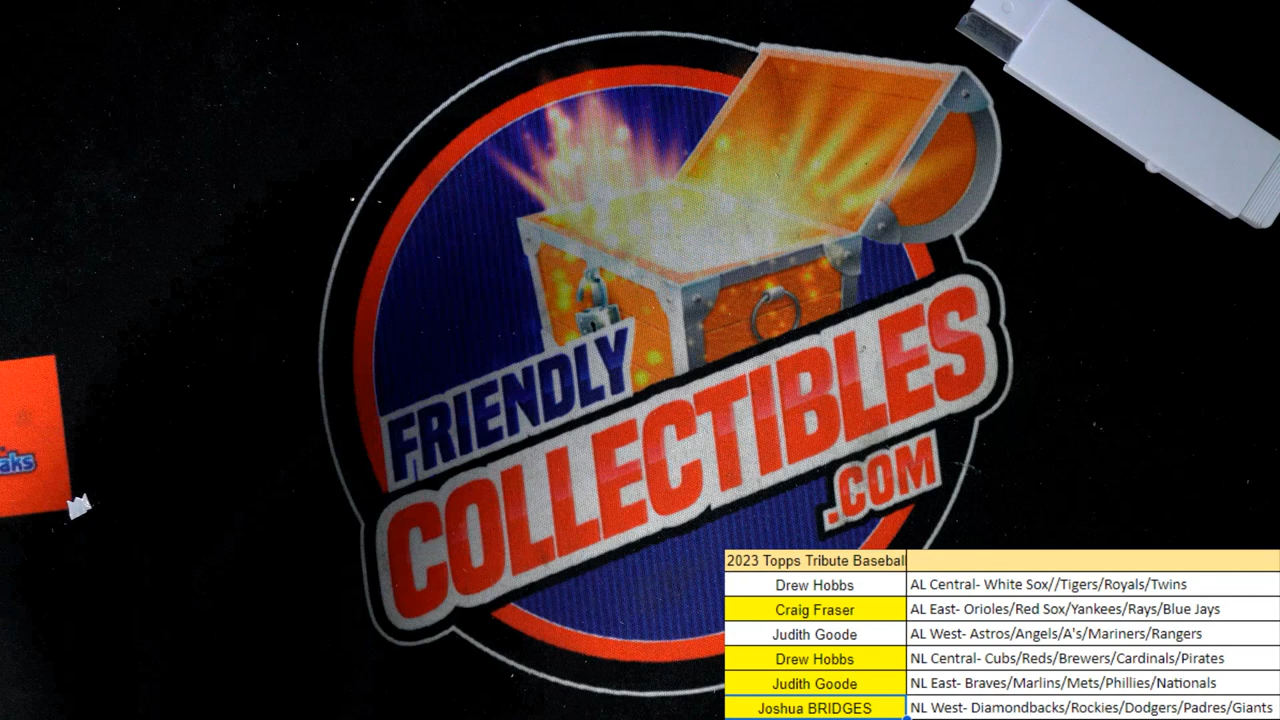 FRIENDLY
COLLECTIBLES
.COM
aks
2023 Topps Tribute Baseball
Drew Hobbs AL Central- White Sox//Tigers/Royals/Twins
Craig Fraser AL East- Orioles/Red Sox/Yankees/Rays/Blue Jays
Judith Goode AL West- Astros/Angels/A's/Mariners/Rangers
Drew Hobbs NL Central- Cubs/Reds/Brewers/Cardinals/Pirates
Judith Goode NL East- Braves/Marlins/Mets/Phillies/Nationals
Joshua BRIDGES NL West- Diamondbacks/Rockies/Dodgers/Padres/Giants